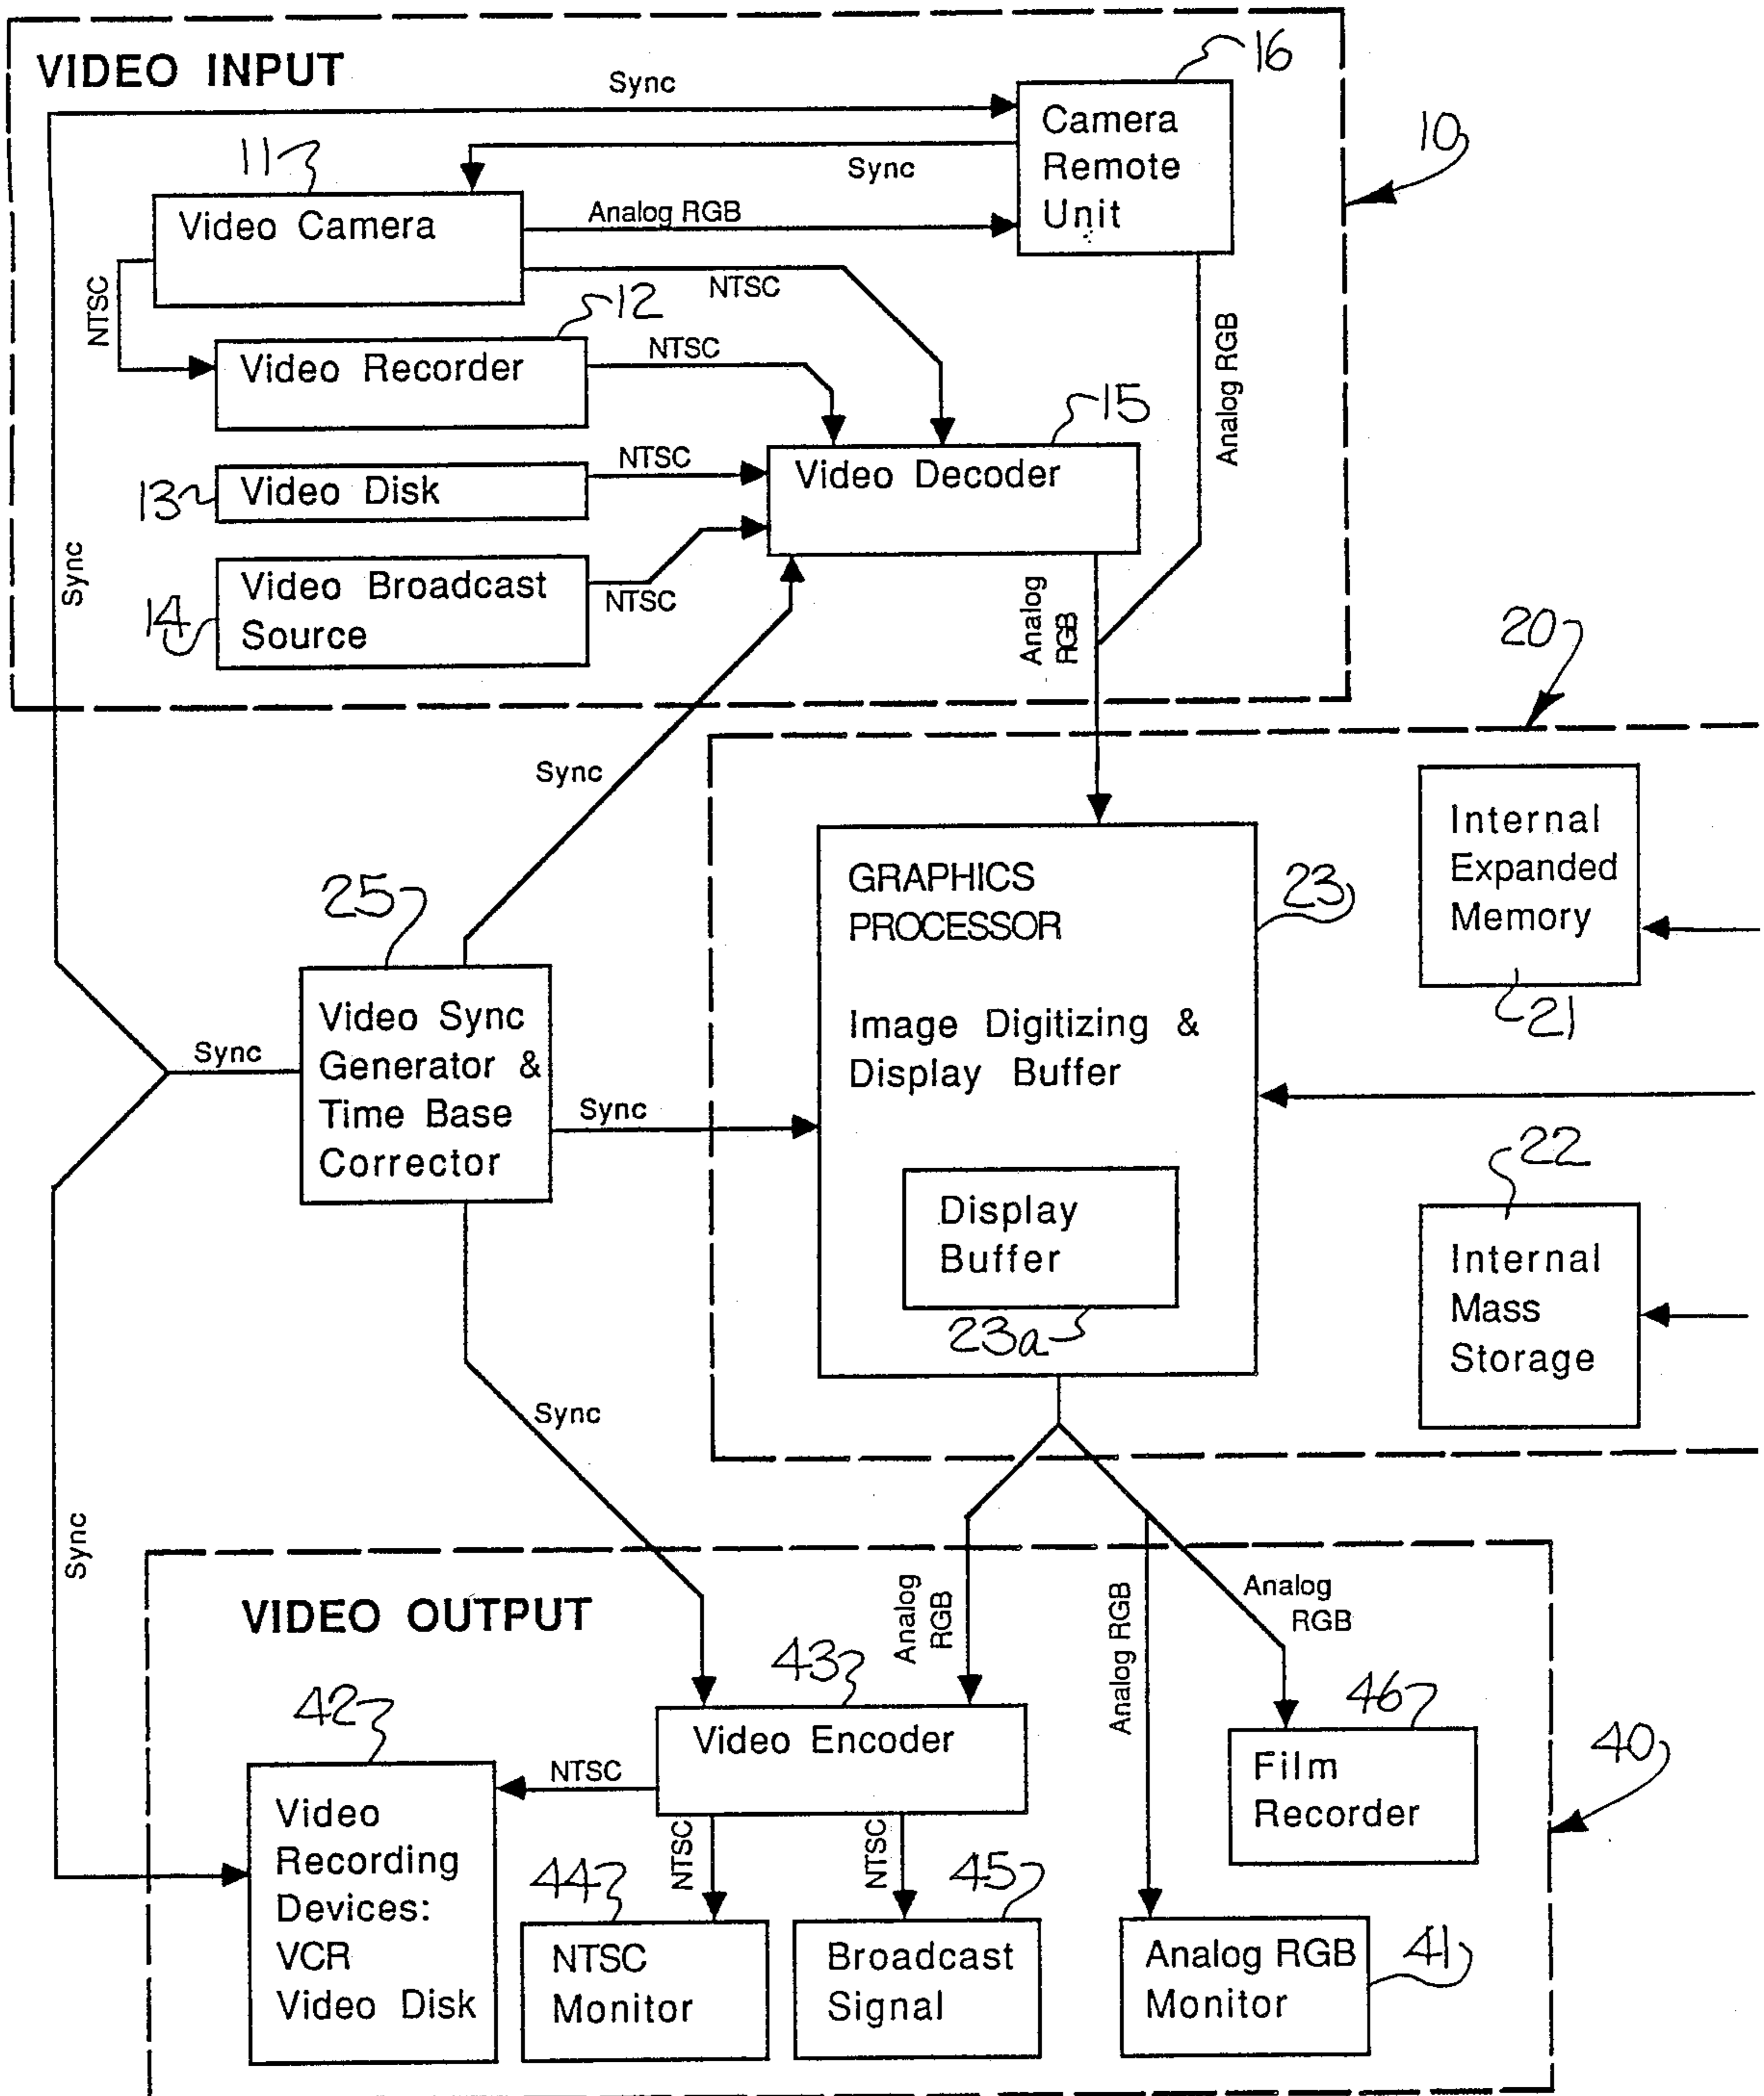 VIDEO INPUT
Sync
16
Camera
Remote
Unit
10
11
Sync
Video Camera
Analog RGB
NTSC
NTSC
12
Video Recorder
NTSC
Analog RGB
15
13
Video Disk
NTSC
Video Decoder
Sync
14
Video Broadcast
Source
NTSC
Analog
RGB
20
Sync
Internal
Expanded
Memory
21
GRAPHICS
PROCESSOR
23
Image Digitizing &
Display Buffer
25
Video Sync
Generator &
Time Base
Corrector
Sync
Sync
Display
Buffer
23a
22
Internal
Mass
Storage
Sync
Sync
VIDEO OUTPUT
Analog
RGB
Analog RGB
Analog
RGB
43
Video Encoder
42
NTSC
Video
Recording
Devices:
VCR
Video Disk
46
Film
Recorder
40
NTSC
NTSC
44
NTSC
Monitor
45
Broadcast
Signal
Analog RGB
Monitor
41